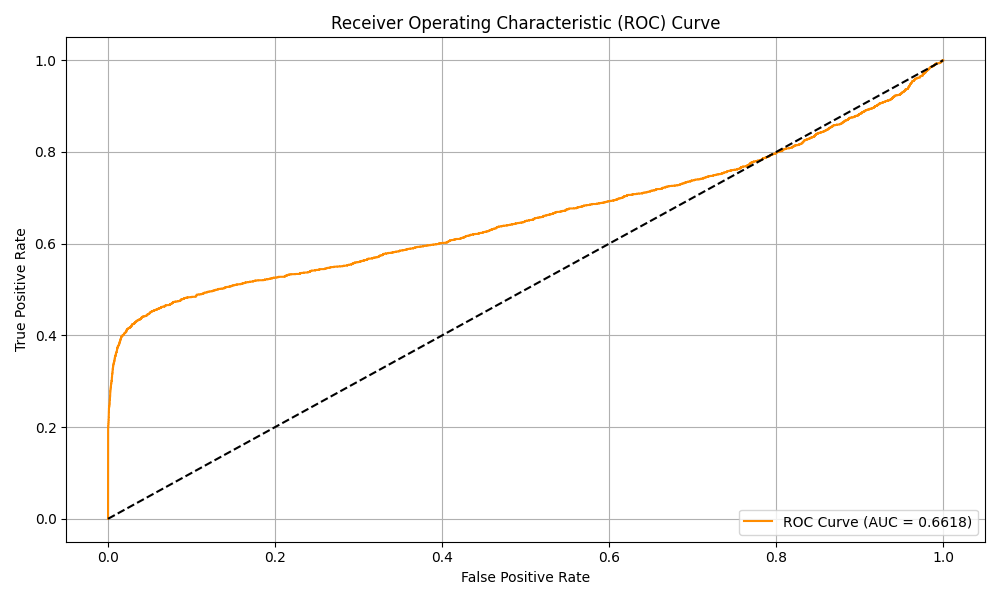 Receiver Operating Characteristic (ROC) Curve
True Positive Rate
1.0
0.8
0.6
0.4
0.2
0.0
0.0 0.2 0.4 0.6 0.8 1.0
False Positive Rate
ROC Curve (AUC = 0.6618)